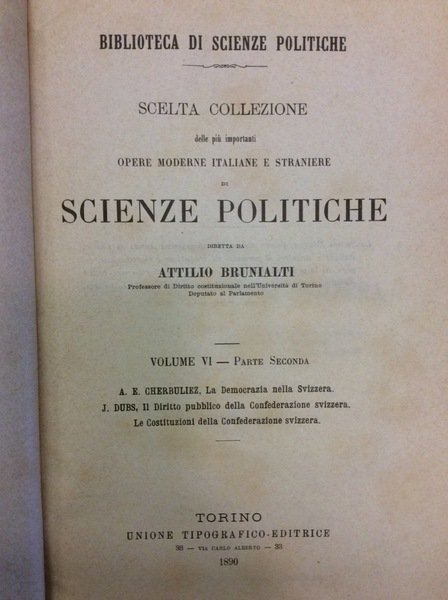 BIBLIOTECA DI SCIENZE POLITICHE
SCELTA COLLEZIONE
delle più importanti
OPERE MODERNE ITALIANE E STRANIERE
DI
SCIENZE POLITICHE
DIRETTA DA
ATTILIO BRUNIALTI
Professore di Diritto costituzionale nell'Università di Torino
Deputato al Parlamento
VOLUME VI — PARTE SECONDA
A. E. CHERBULIEZ, La Democrazia nella Svizzera.
J. DUBS, Il Diritto pubblico della Confederazione svizzera.
Le Costituzioni della Confederazione svizzera.
TORINO
UNIONE TIPOGRAFICO-EDITRICE
33 — VIA CARLO ALBERTO — 33
1890